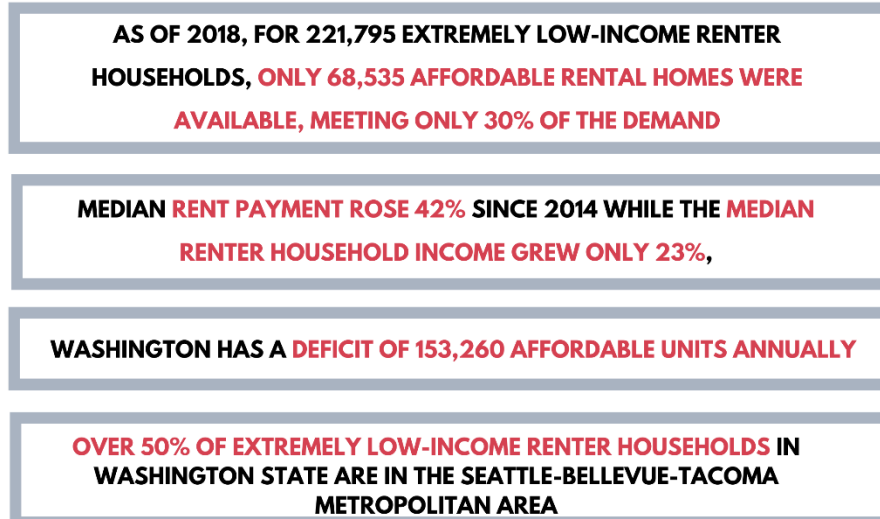 AS OF 2018, FOR 221,795 EXTREMELY LOW-INCOME RENTER
HOUSEHOLDS, ONLY 68,535 AFFORDABLE RENTAL HOMES WERE
AVAILABLE, MEETING ONLY 30% OF THE DEMAND
MEDIAN RENT PAYMENT ROSE 42% SINCE 2014 WHILE THE MEDIAN
RENTER HOUSEHOLD INCOME GREW ONLY 23%,
WASHINGTON HAS A DEFICIT OF 153,260 AFFORDABLE UNITS ANNUALLY
OVER 50% OF EXTREMELY LOW-INCOME RENTER HOUSEHOLDS IN
WASHINGTON STATE ARE IN THE SEATTLE-BELLEVUE-TACOMA
METROPOLITAN AREA